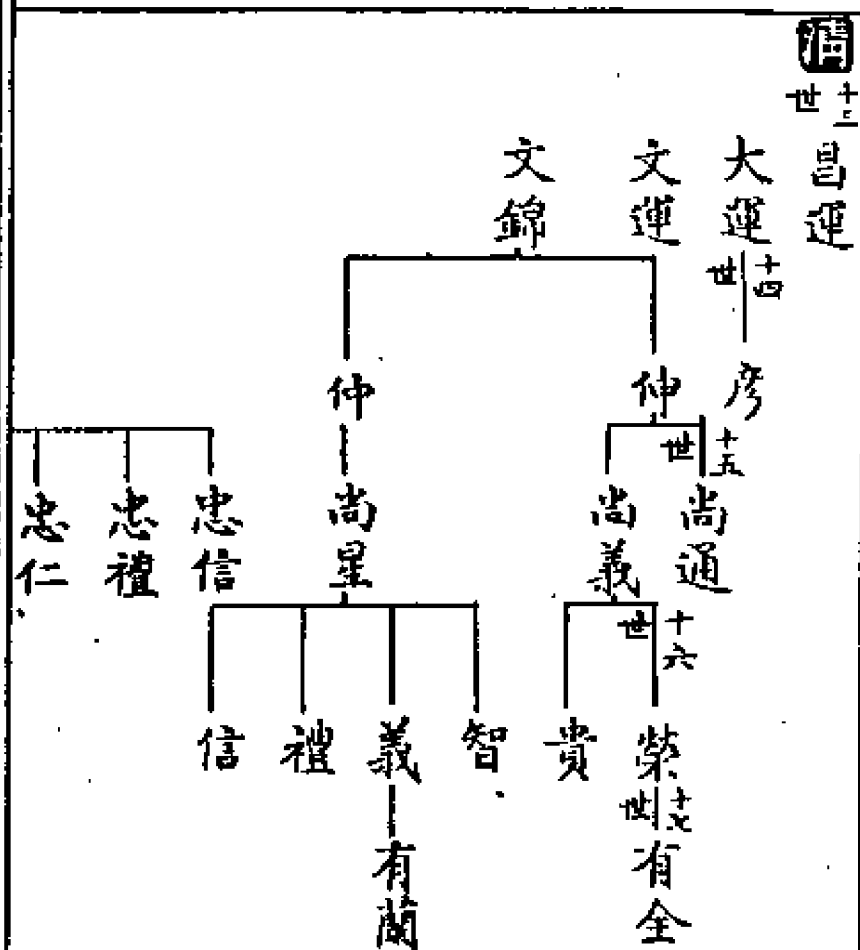 十三世
昌運
大運
文運
文錦
十四世
彦
仲
仲
十五世
尚通
尚義
尚星
忠信
忠禮
忠仁
十六世
榮
貴
智
義
禮
信
十七世
有全
有蘭